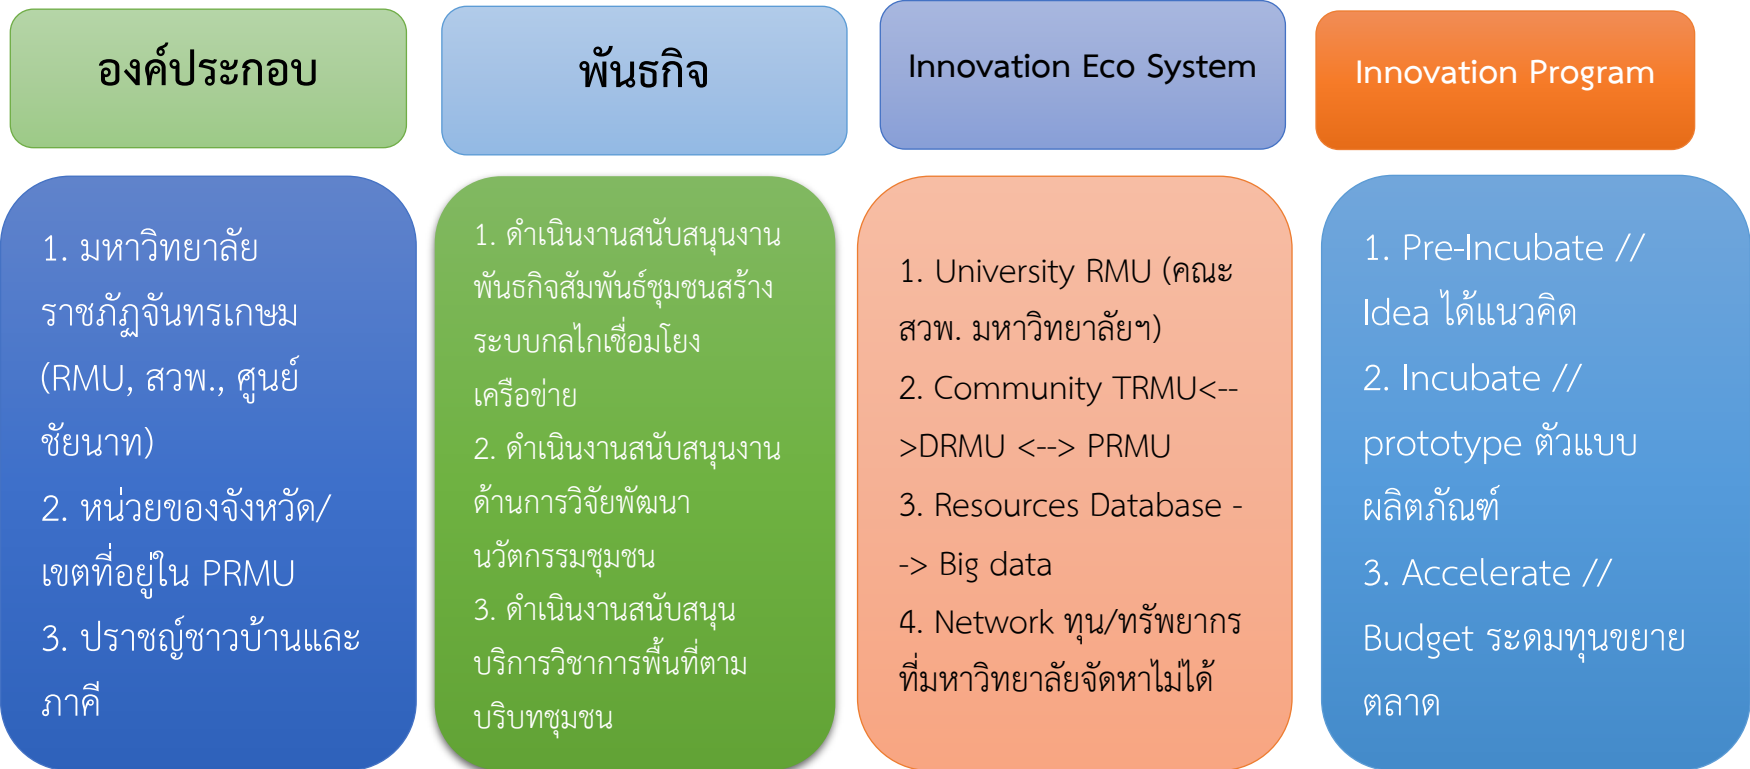 องค์ประกอบ
พันธกิจ
Innovation Eco System
Innovation Program
1. มหาวิทยาลัย
ราชภัฏจันทรเกษม
(RMU, สวพ., ศูนย์
ชัยนาท)
2. หน่วยของจังหวัด/
เขตที่อยู่ใน PRMU
3. ปราชญ์ชาวบ้านและ
ภาคี
1. ดำเนินงานสนับสนุนงาน
พันธกิจสัมพันธ์ชุมชนสร้าง
ระบบกลไกเชื่อมโยง
เครือข่าย
2. ดำเนินงานสนับสนุนงาน
ด้านการวิจัยพัฒนา
นวัตกรรมชุมชน
3. ดำเนินงานสนับสนุน
บริการวิชาการพื้นที่ตาม
บริบทชุมชน
1. University RMU (คณะ
สวพ. มหาวิทยาลัยฯ)
2. Community TRMU<--
>DRMU <--> PRMU
3. Resources Database -
-> Big data
4. Network ทุน/ทรัพยากร
ที่มหาวิทยาลัยจัดหาไม่ได้
1. Pre-Incubate //
Idea ได้แนวคิด
2. Incubate //
prototype ตัวแบบ
ผลิตภัณฑ์
3. Accelerate //
Budget ระดมทุนขยาย
ตลาด